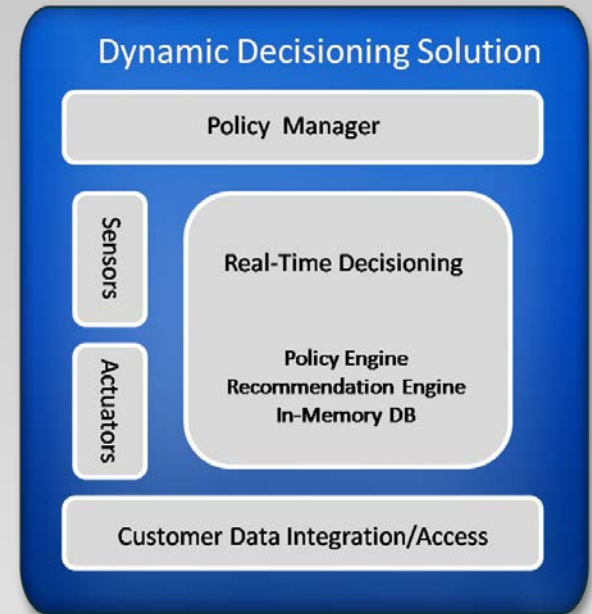 Dynamic Decisioning Solution
Policy Manager
Sensors
Real-Time Decisioning
Policy Engine
Recommendation Engine
In-Memory DB
Actuators
Customer Data Integration/Access